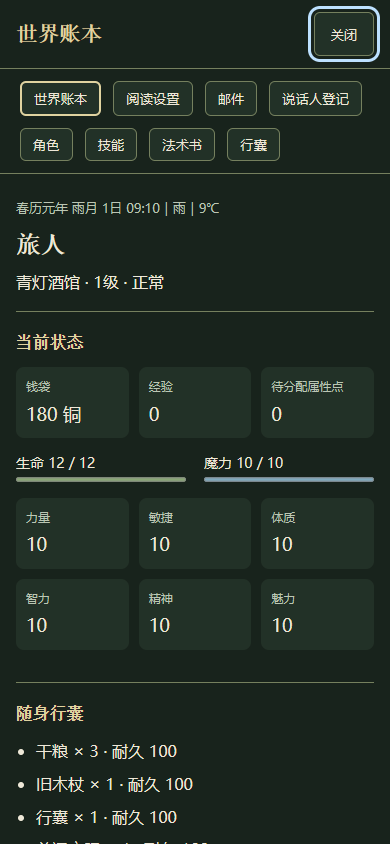 世界账本
关闭
世界账本 阅读设置 邮件 说话人登记
角色 技能 法术书 行囊
春历元年 雨月 1日 09:10 | 雨 | 9℃
旅人
青灯酒馆 · 1级 · 正常
当前状态
钱袋 经验 待分配属性点
180 铜 0 0
生命 12 / 12 魔力 10 / 10
力量 敏捷 体质
10 10 10
智力 精神 魅力
10 10 10
随身行囊
干粮 × 3 · 耐久 100
旧木杖 × 1 · 耐久 100
行囊 × 1 · 耐久 100